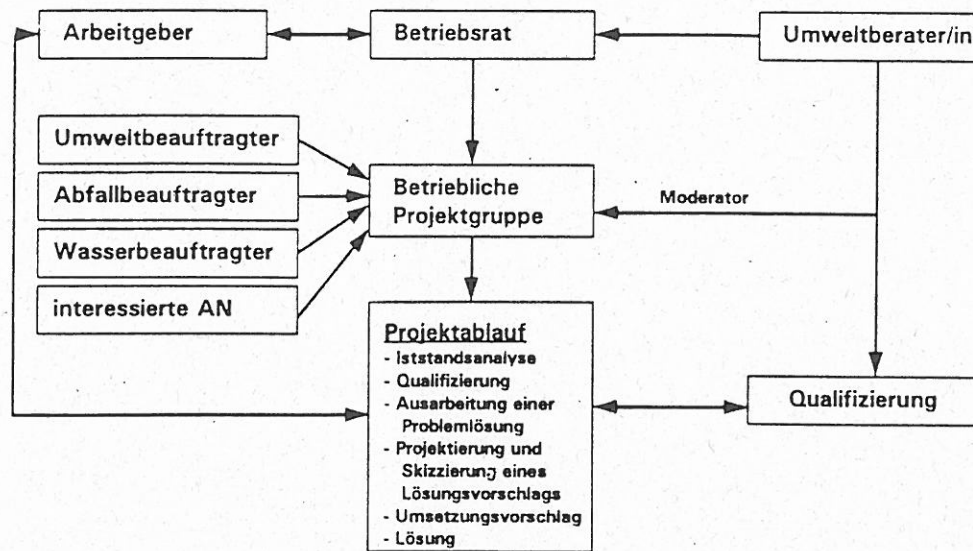 Arbeitgeber
Betriebsrat
Umweltberater/in
Umweltbeauftragter
Abfallbeauftragter
Wasserbeauftragter
interessierte AN
Betriebliche
Projektgruppe
Moderator
Projektablauf
- Iststandsanalyse
- Qualifizierung
- Ausarbeitung einer
Problemlösung
- Projektierung und
Skizzierung eines
Lösungsvorschlags
- Umsetzungsvorschlag
- Lösung
Qualifizierung